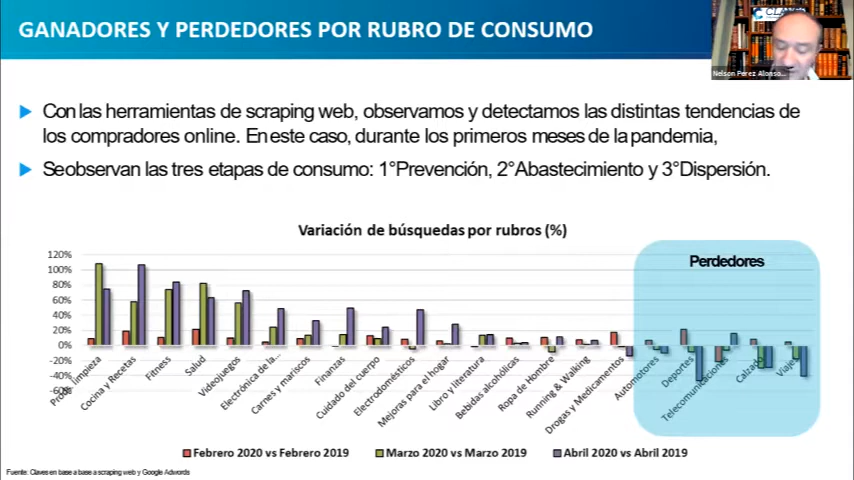 GANADORES Y PERDEDORES POR RUBRO DE CONSUMO
Nelson Perez Alonso...
Con las herramientas de scraping web, observamos y detectamos las distintas tendencias de
los compradores online. En este caso, durante los primeros meses de la pandemia,
Se observan las tres etapas de consumo: 1°Prevención, 2°Abastecimiento y 3°Dispersión.
Variación de búsquedas por rubros (%)
Perdedores
120%
100%
80%
60%
40%
20%
0%
-20%
-40%
-60%
Prod. limpieza
Cocina y Recetas
Fitness
Salud
Videojuegos
Electrónica de la...
Carnes y mariscos
Finanzas
Cuidado del cuerpo
Electrodomésticos
Mejoras para el hogar
Libro y literatura
Bebidas alcohólicas
Ropa de Hombre
Running & Walking
Drogas y Medicamentos
Automotores
Deportes
Telecomunicaciones
Calzado
Viajes
Febrero 2020 vs Febrero 2019
Marzo 2020 vs Marzo 2019
Abril 2020 vs Abril 2019
Fuente: Claves en base a base a scraping web y Google Adwords